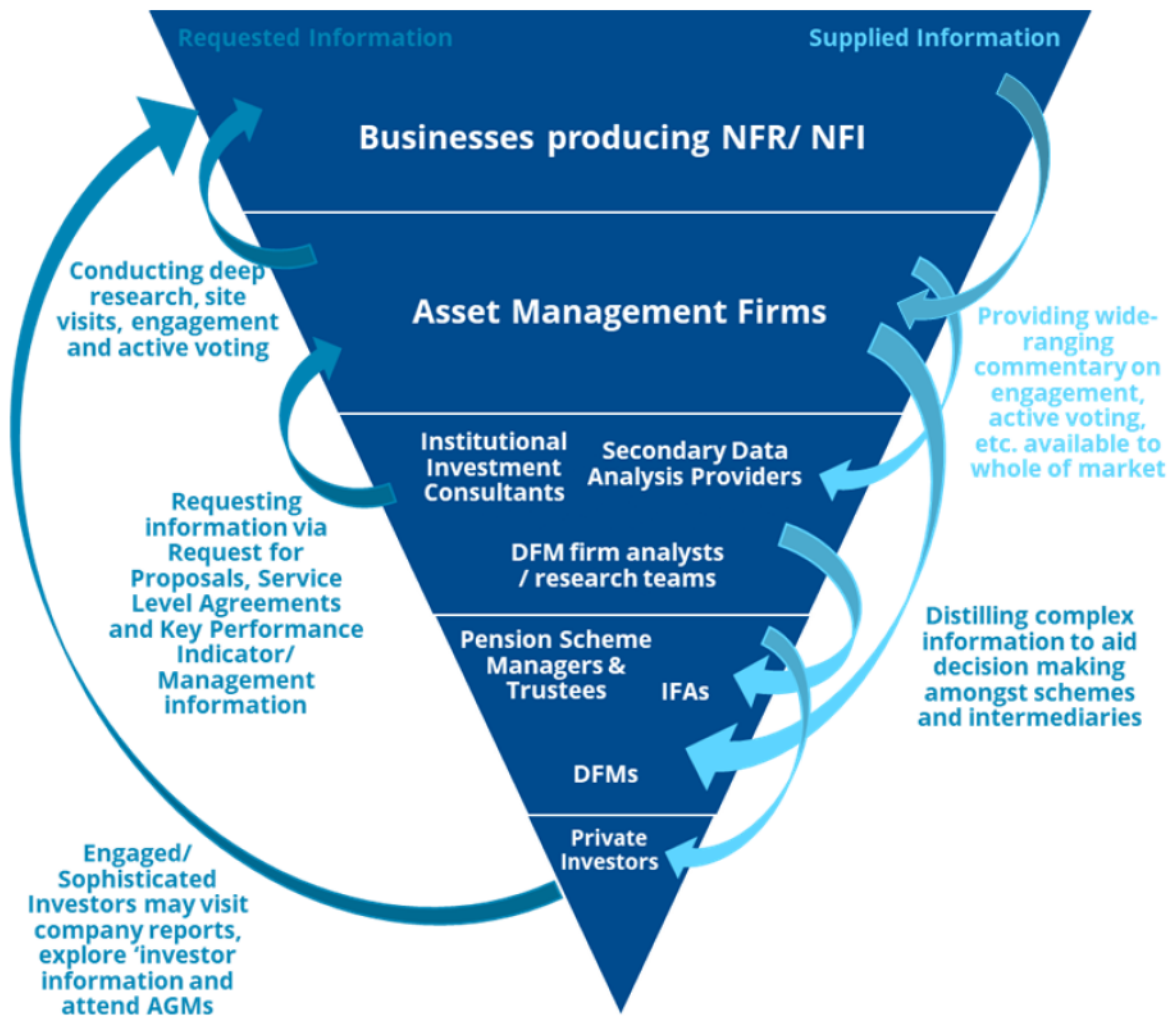 Requested Information
Supplied Information
Businesses producing NFR/ NFI
Conducting deep
research, site
visits, engagement
and active voting
Asset Management Firms
Providing wide-
ranging
commentary on
engagement,
active voting,
etc. available to
whole of market
Institutional
Investment
Consultants
Secondary Data
Analysis Providers
DFM firm analysts
/ research teams
Requesting
information via
Request for
Proposals, Service
Level Agreements
and Key Performance
Indicator/
Management
information
Pension Scheme
Managers &
Trustees
IFAs
DFMs
Distilling complex
information to aid
decision making
amongst schemes
and intermediaries
Private
Investors
Engaged/
Sophisticated
Investors may visit
company reports,
explore ‘investor
information and
attend AGMs